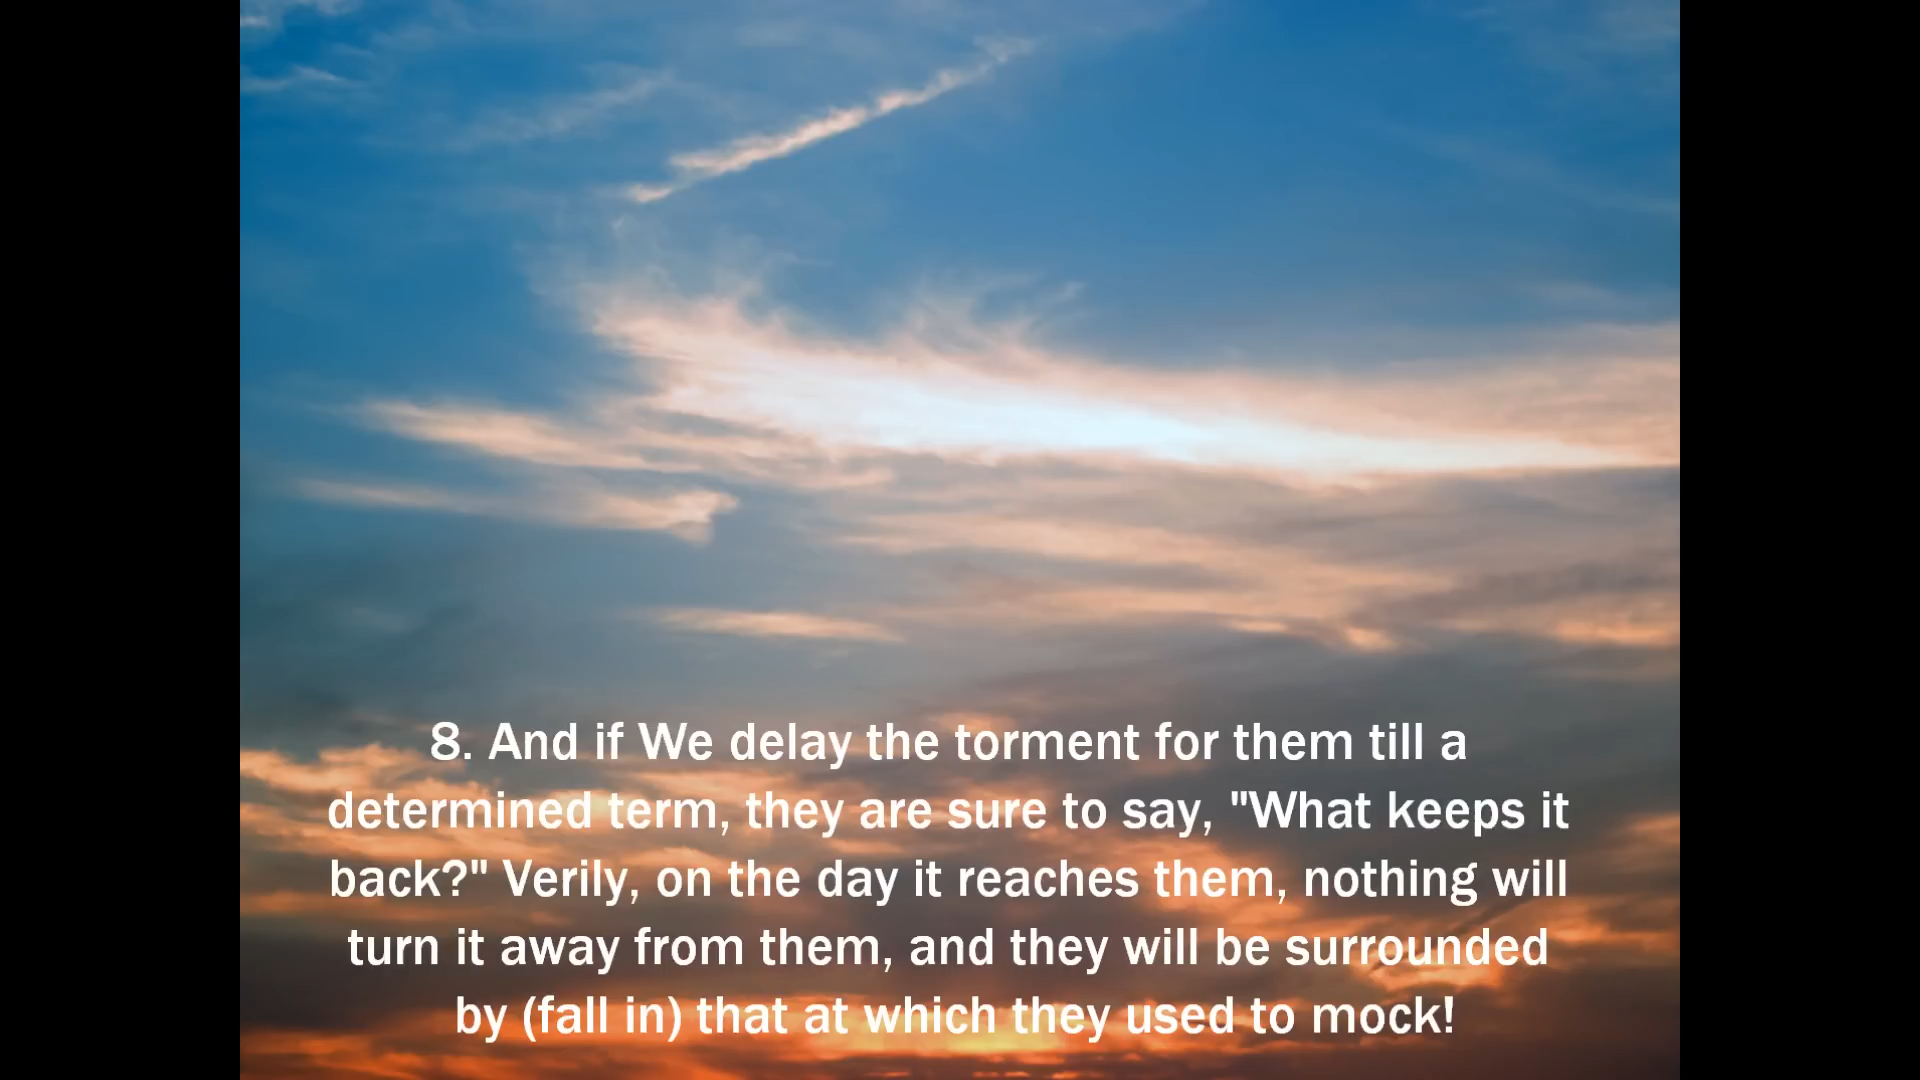 8. And if We delay the torment for them till a
determined term, they are sure to say, "What keeps it
back?" Verily, on the day it reaches them, nothing will
turn it away from them, and they will be surrounded
by (fall in) that at which they used to mock!